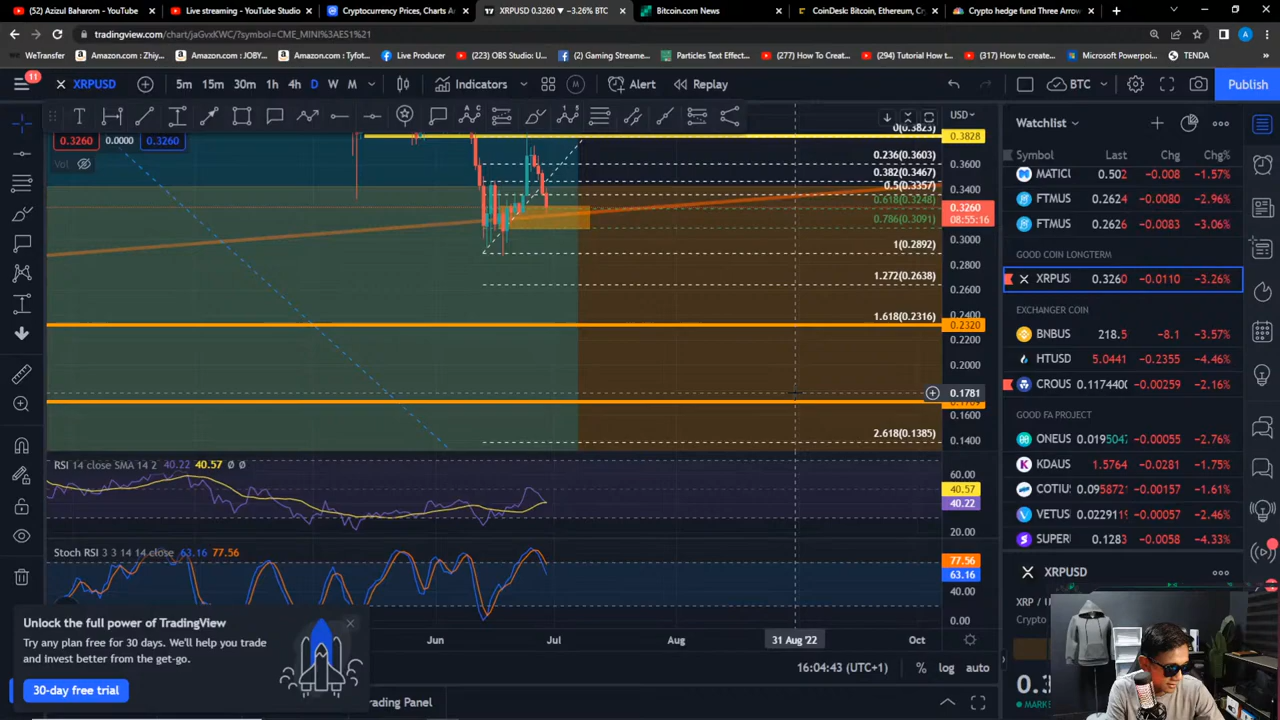 (52) Azizul Baharom - YouTube
Live streaming - YouTube Studio
Cryptocurrency Prices, Charts A
XRPUSD 0.3260 ▼ −3.26% BTC
Bitcoin.com News
CoinDesk: Bitcoin, Ethereum, C
Crypto hedge fund Three Arrow
tradingview.com/chart/jaGvxKWC/?symbol=CME_MINI%3AES1%21
WeTransfer
Amazon.com : Zhiy...
Amazon.com: JOBY...
Amazon.com: Tyfot...
Live Producer
(223) OBS Studio: U...
(2) Gaming Streame...
Particles Text Effect...
(277) How To Create...
(294) Tutorial How t...
(317) How to creat...
Microsoft Powerpoi...
TENDA
11
XRPUSD
5m 15m 30m 1h 4h D W M
Indicators
Alert
Replay
BTC
Publish
0.3260 0.0000 0.3260
Vol
USD
0(0.3823)
0.3828
0.236(0.3603)
0.3600
0.382(0.3467)
0.5(0.3357)
0.3400
0.618(0.3248)
0.3260
08:55:16
0.786(0.3091)
0.3000
1(0.2892)
0.2800
1.272(0.2638)
0.2600
1.618(0.2316)
0.2400
0.2320
0.2200
0.2000
0.1781
0.1600
2.618(0.1385)
0.1400
RSI 14 close SMA 14 2 40.22 40.57 Ø Ø
60.00
40.57
40.22
20.00
Stoch RSI 3 3 14 14 close 63.16 77.56
77.56
63.16
40.00
0.00
Jun
Jul
Aug
31 Aug '22
Oct
16:04:43 (UTC+1)
% log auto
rading Panel
Unlock the full power of TradingView
Try any plan free for 30 days. We'll help you trade
and invest better from the get-go.
30-day free trial
Watchlist
Symbol Last Chg Chg%
MATICU 0.502 −0.008 −1.57%
FTMUS 0.2624 −0.0080 −2.96%
FTMUS 0.2626 −0.0083 −3.06%
GOOD COIN LONGTERM
XRPUS 0.3260 −0.0110 −3.26%
EXCHANGER COIN
BNBUS 218.5 −8.1 −3.57%
HTUSD 5.0441 −0.2355 −4.46%
CROUS 0.1174400 −0.00259 −2.16%
GOOD FA PROJECT
ONEUS 0.019504 −0.00055 −2.76%
KDAUS 1.5764 −0.0281 −1.75%
COTIUS 0.095872 −0.00157 −1.61%
VETUS 0.022911 −0.00057 −2.46%
SUPER 0.1283 −0.0058 −4.33%
XRPUSD
XRP / U
Crypto
0.3
MARKE